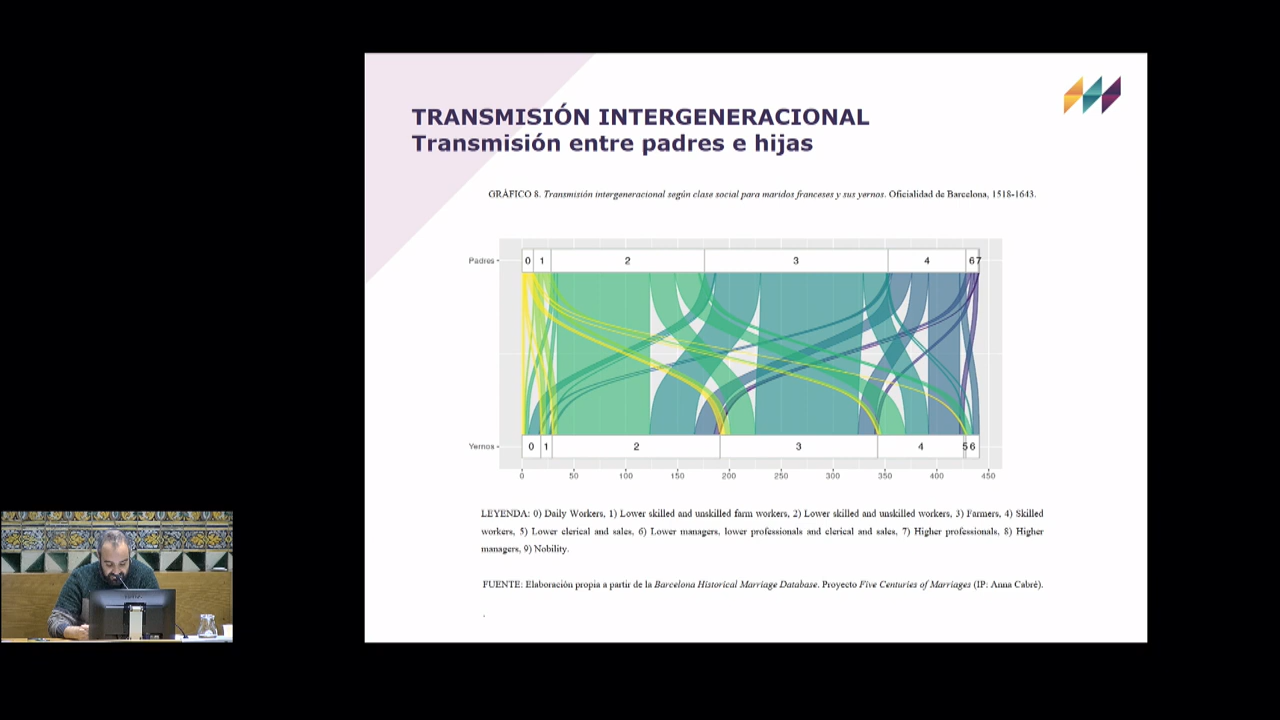 TRANSMISIÓN INTERGENERACIONAL
Transmisión entre padres e hijas
GRÁFICO 8. Transmisión intergeneracional según clase social para maridos franceses y sus yernos. Oficialidad de Barcelona, 1518-1643.
Padres
0 1 2 3 4 6 7
Yernos
0 1 2 3 4 5 6
0 50 100 150 200 250 300 350 400 450
LEYENDA: 0) Daily Workers, 1) Lower skilled and unskilled farm workers, 2) Lower skilled and unskilled workers, 3) Farmers, 4) Skilled
workers, 5) Lower clerical and sales, 6) Lower managers, lower professionals and clerical and sales, 7) Higher professionals, 8) Higher
managers, 9) Nobility.
FUENTE: Elaboración propia a partir de la Barcelona Historical Marriage Database. Proyecto Five Centuries of Marriages (IP: Anna Cabré).
.